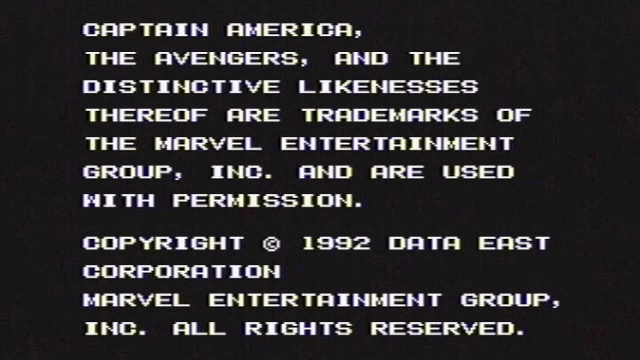 CAPTAIN AMERICA,
THE AVENGERS, AND THE
DISTINCTIVE LIKENESSES
THEREOF ARE TRADEMARKS OF
THE MARVEL ENTERTAINMENT
GROUP, INC. AND ARE USED
WITH PERMISSION.
COPYRIGHT © 1992 DATA EAST
CORPORATION
MARVEL ENTERTAINMENT GROUP,
INC. ALL RIGHTS RESERVED.